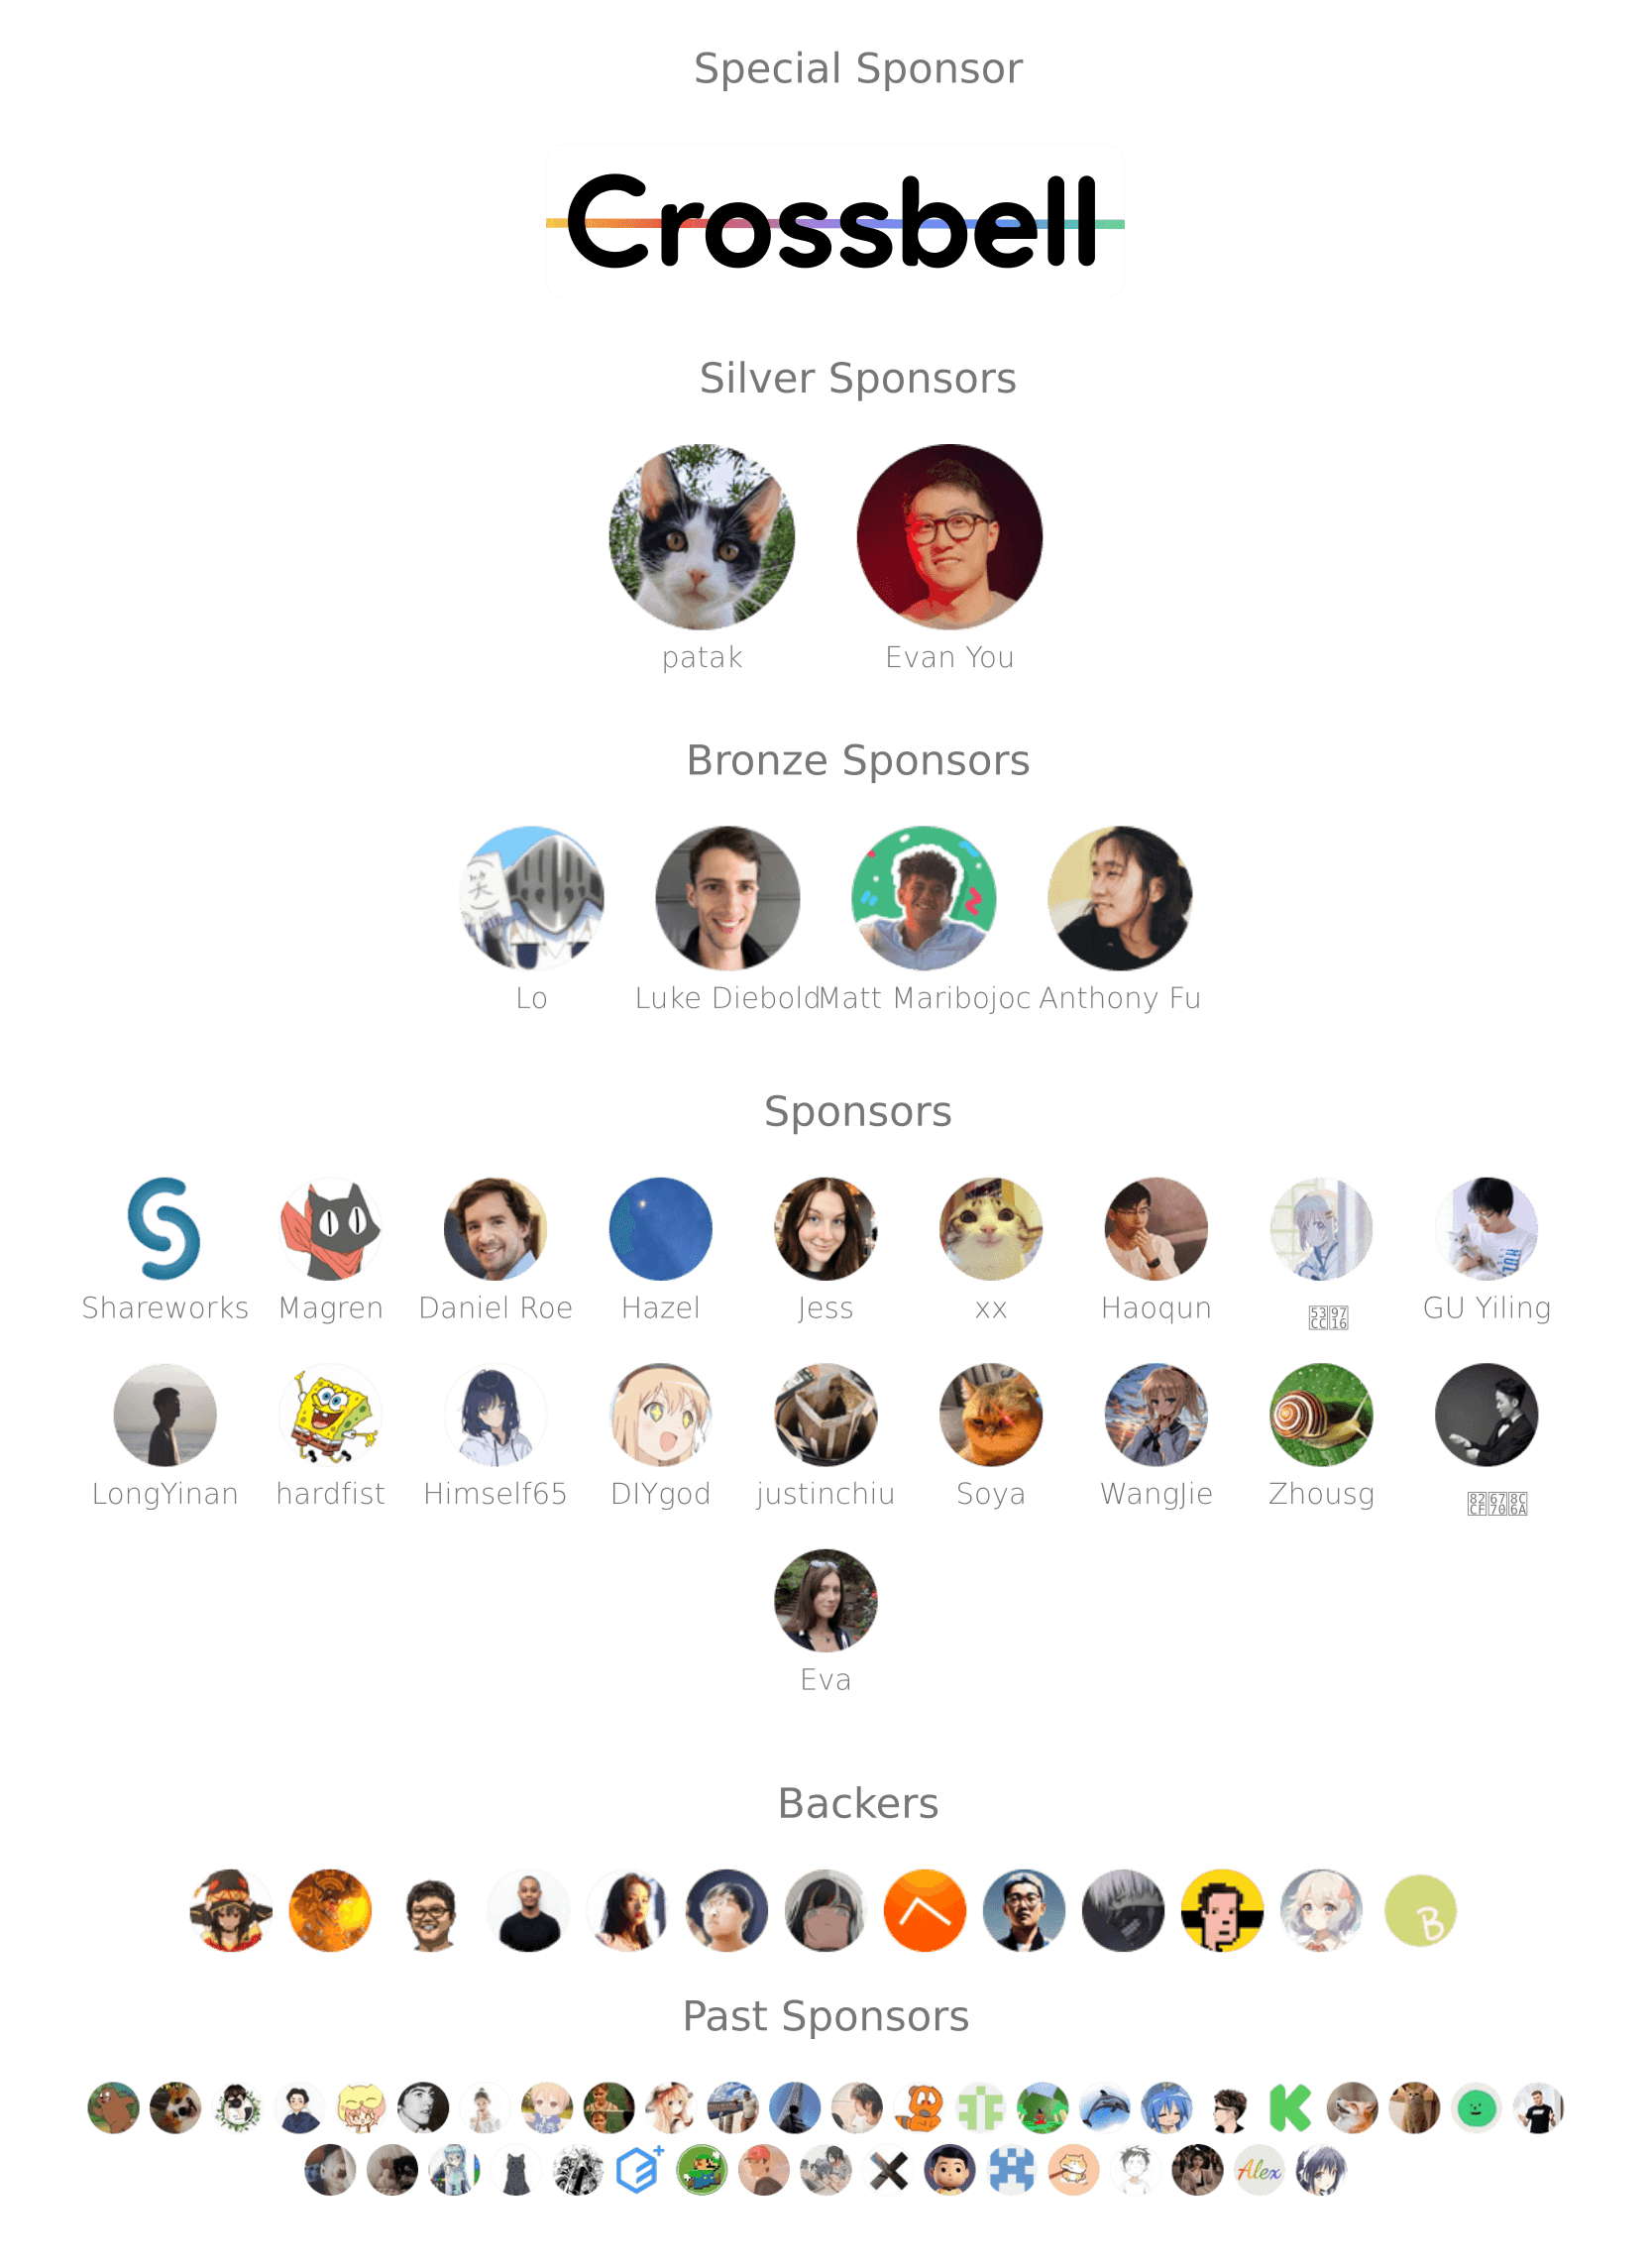 Special Sponsor
Crossbell
Silver Sponsors
patak Evan You
Bronze Sponsors
笑
Lo Luke Diebold Matt Maribojoc Anthony Fu
Sponsors
Shareworks Magren Daniel Roe Hazel Jess xx Haoqun GU Yiling
LongYinan hardfist Himself65 DIYgod justinchiu Soya WangJie Zhousg
Eva
Backers
B
Past Sponsors
K
Alex